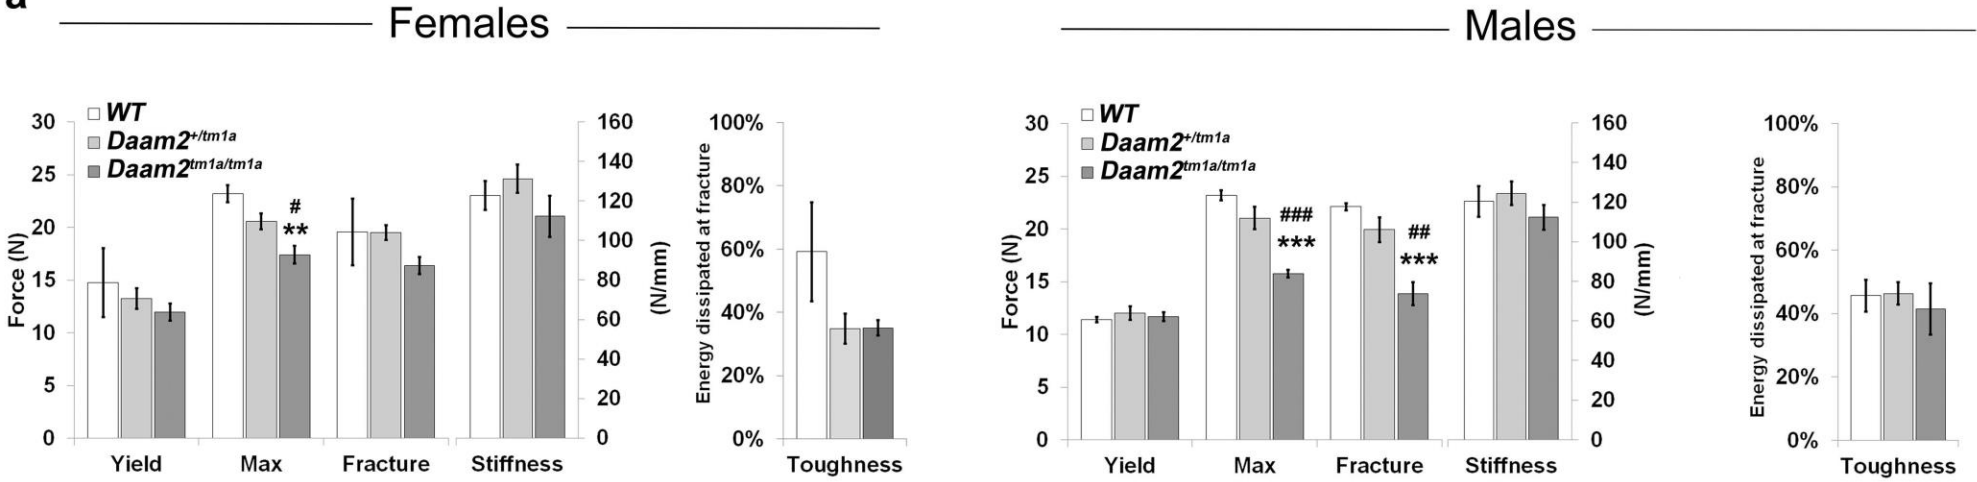 a
Females
Males
WT
Daam2+/tm1a
Daam2tm1a/tm1a
30
25
20
15
10
5
0
Force (N)
#
**
160
140
120
100
80
60
40
20
0
(N/mm)
Yield
Max
Fracture
Stiffness
100%
80%
60%
40%
20%
0%
Energy dissipated at fracture
Toughness
WT
Daam2+/tm1a
Daam2tm1a/tm1a
30
25
20
15
10
5
0
Force (N)
###
***
##
***
160
140
120
100
80
60
40
20
0
(N/mm)
Yield
Max
Fracture
Stiffness
100%
80%
60%
40%
20%
0%
Energy dissipated at fracture
Toughness